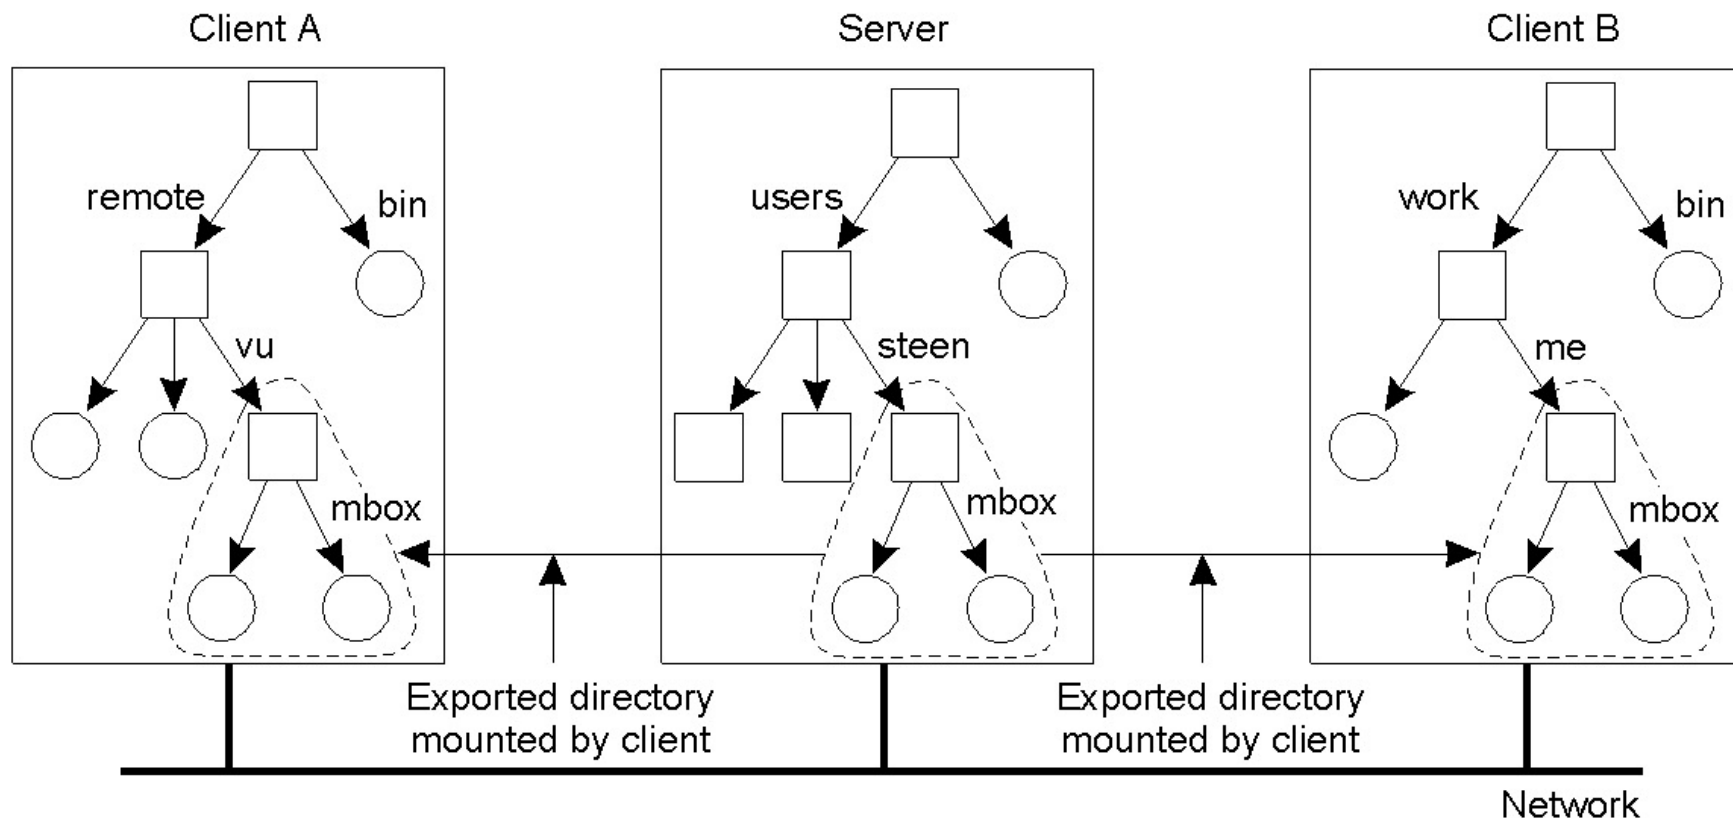 Client A
Server
Client B
remote
bin
users
work
bin
vu
steen
me
mbox
mbox
mbox
Exported directory
mounted by client
Exported directory
mounted by client
Network